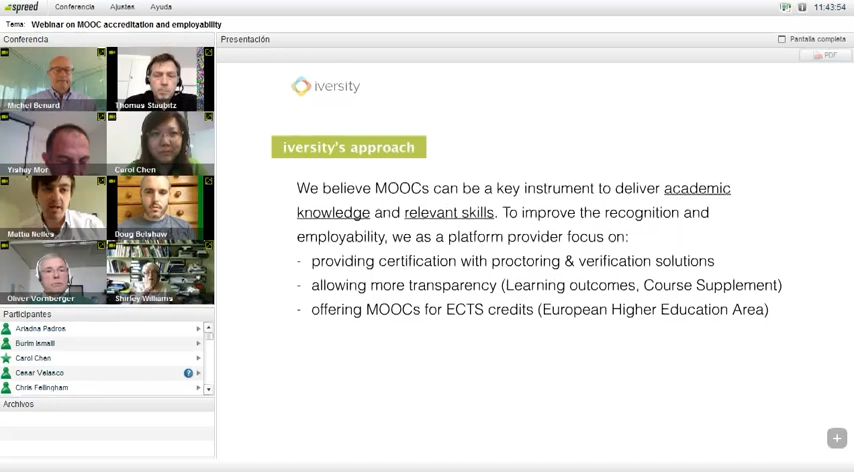 spreed
Conferencia Ajustes Ayuda
11:43:54
Tema: Webinar on MOOC accreditation and employability
Conferencia
Presentación
Pantalla completa
PDF
Michel Benard
Thomas Staubitz
Yishay Mor
Carol Chen
Mattia Nelles
Doug Belshaw
Oliver Vornberger
Shirley Williams
Participantes
Ariadna Padros
Burim Ismaili
Carol Chen
Cesar Velasco
Chris Fellingham
Archivos
iversity
iversity's approach
We believe MOOCs can be a key instrument to deliver academic
knowledge and relevant skills. To improve the recognition and
employability, we as a platform provider focus on:
- providing certification with proctoring & verification solutions
- allowing more transparency (Learning outcomes, Course Supplement)
- offering MOOCs for ECTS credits (European Higher Education Area)